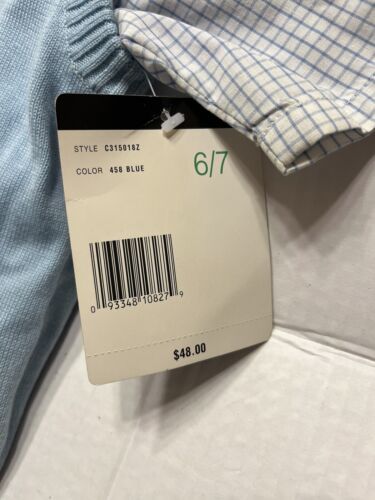 STYLE C315018Z
COLOR 458 BLUE
6/7
0 93348 10827 9
$48.00